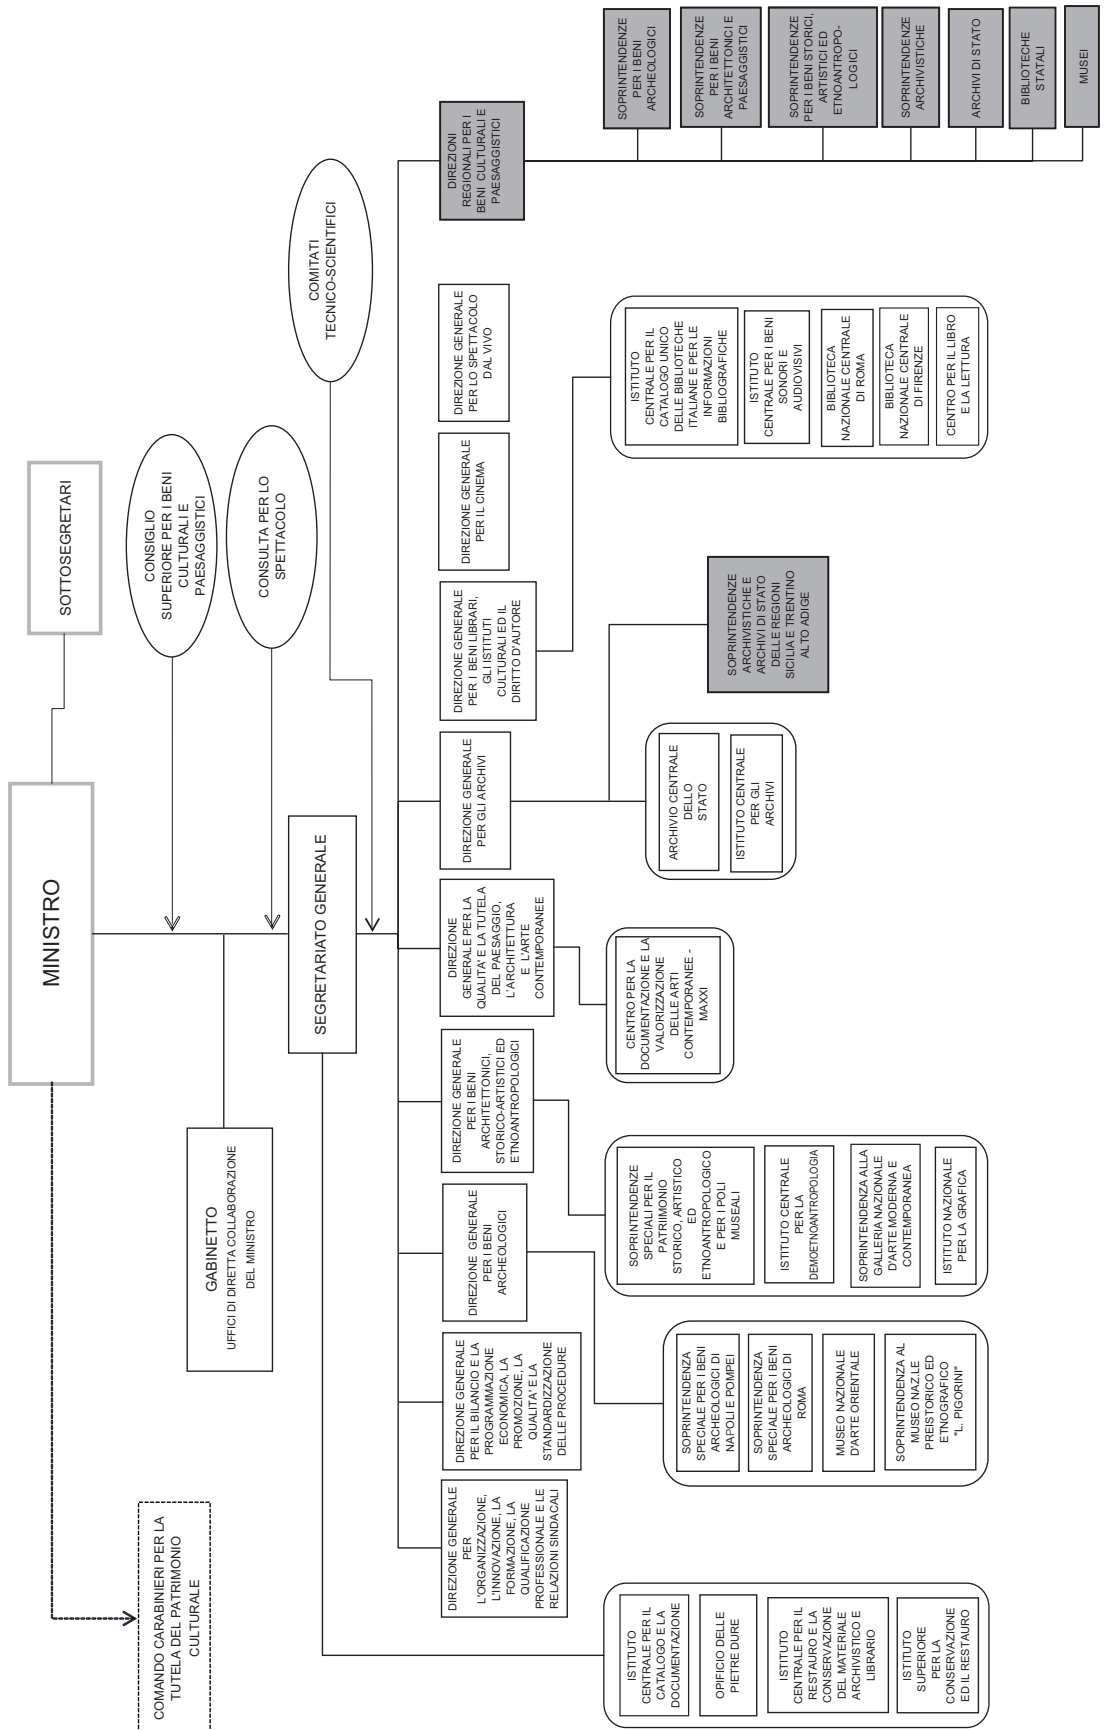 MINISTRO
SOTTOSEGRETARI
COMANDO CARABINIERI PER LA
TUTELA DEL PATRIMONIO
CULTURALE
GABINETTO
UFFICI DI DIRETTA COLLABORAZIONE
DEL MINISTRO
CONSIGLIO
SUPERIORE PER I BENI
CULTURALI E
PAESAGGISTICI
CONSULTA PER LO
SPETTACOLO
SEGRETARIATO GENERALE
COMITATI
TECNICO-SCIENTIFICI
DIREZIONE GENERALE
PER
L'ORGANIZZAZIONE,
L'INNOVAZIONE, LA
FORMAZIONE, LA
QUALIFICAZIONE
PROFESSIONALE E LE
RELAZIONI SINDACALI
DIREZIONE GENERALE
PER IL BILANCIO E LA
PROGRAMMAZIONE
ECONOMICA, LA
PROMOZIONE, LA
QUALITA' E LA
STANDARDIZZAZIONE
DELLE PROCEDURE
DIREZIONE GENERALE
PER I BENI
ARCHEOLOGICI
DIREZIONE GENERALE
PER I BENI
ARCHITETTONICI,
STORICO-ARTISTICI ED
ETNOANTROPOLOGICI
DIREZIONE
GENERALE PER LA
QUALITA' E LA TUTELA
DEL PAESAGGIO,
L'ARCHITETTURA
E L'ARTE
CONTEMPORANEE
DIREZIONE GENERALE
PER GLI ARCHIVI
DIREZIONE GENERALE
PER I BENI LIBRARI,
GLI ISTITUTI
CULTURALI ED IL
DIRITTO D'AUTORE
DIREZIONE GENERALE
PER IL CINEMA
DIREZIONE GENERALE
PER LO SPETTACOLO
DAL VIVO
DIREZIONI
REGIONALI PER I
BENI CULTURALI E
PAESAGGISTICI
ISTITUTO
CENTRALE PER IL
CATALOGO E LA
DOCUMENTAZIONE
OPIFICIO DELLE
PIETRE DURE
ISTITUTO
CENTRALE PER IL
RESTAURO E LA
CONSERVAZIONE
DEL MATERIALE
ARCHIVISTICO E
LIBRARIO
ISTITUTO
SUPERIORE
PER LA
CONSERVAZIONE
ED IL RESTAURO
SOPRINTENDENZA
SPECIALE PER I BENI
ARCHEOLOGICI DI
NAPOLI E POMPEI
SOPRINTENDENZA
SPECIALE PER I BENI
ARCHEOLOGICI DI
ROMA
MUSEO NAZIONALE
D'ARTE ORIENTALE
SOPRINTENDENZA AL
MUSEO NAZ.LE
PREISTORICO ED
ETNOGRAFICO
"L. PIGORINI"
SOPRINTENDENZE
SPECIALI PER IL
PATRIIMONIO
STORICO, ARTISTICO
ED
ETNOANTROPOLOGICO
E PER I POLI
MUSEALI
ISTITUTO CENTRALE
PER LA
DEMOETNOANTROPOLOGIA
SOPRINTENDENZA ALLA
GALLERIA NAZIONALE
D'ARTE MODERNA E
CONTEMPORANEA
ISTITUTO NAZIONALE
PER LA GRAFICA
CENTRO PER LA
DOCUMENTAZIONE E LA
VALORIZZAZIONE
DELLE ARTI
CONTEMPORANEE -
MAXXI
ARCHIVIO CENTRALE
DELLO
STATO
ISTITUTO CENTRALE
PER GLI
ARCHIVI
SOPRINTENDENZE
ARCHIVISTICHE E
ARCHIVI DI STATO
DELLE REGIONI
SICILIA E TRENTINO
ALTO ADIGE
ISTITUTO
CENTRALE PER IL
CATALOGO UNICO
DELLE BIBLIOTECHE
ITALIANE E PER LE
INFORMAZIONI
BIBLIOGRAFICHE
ISTITUTO
CENTRALE PER I BENI
SONORI E
AUDIOVISIVI
BIBLIOTECA
NAZIONALE CENTRALE
DI ROMA
BIBLIOTECA
NAZIONALE CENTRALE
DI FIRENZE
CENTRO PER IL LIBRO
E LA LETTURA
SOPRINTENDENZE
PER I BENI
ARCHEOLOGICI
SOPRINTENDENZE
PER I BENI
ARCHITETTONICI E
PAESAGGISTICI
SOPRINTENDENZE
PER I BENI STORICI,
ARTISTICI ED
ETNOANTROPO-
LOGICI
SOPRINTENDENZE
ARCHIVISTICHE
ARCHIVI DI STATO
BIBLIOTECHE
STATALI
MUSEI